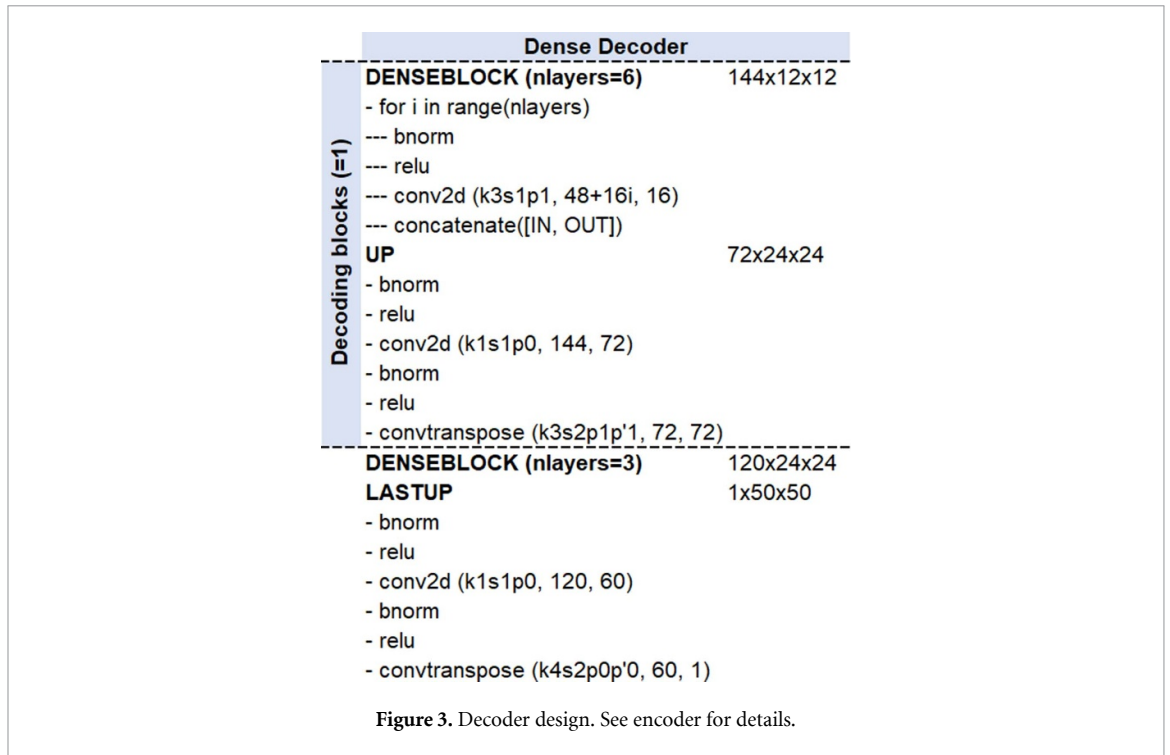 Dense Decoder
Decoding blocks (=1)
DENSEBLOCK (nlayers=6) 144x12x12
- for i in range(nlayers)
--- bnorm
--- relu
--- conv2d (k3s1p1, 48+16i, 16)
--- concatenate([IN, OUT])
UP 72x24x24
- bnorm
- relu
- conv2d (k1s1p0, 144, 72)
- bnorm
- relu
- convtranspose (k3s2p1p'1, 72, 72)
DENSEBLOCK (nlayers=3) 120x24x24
LASTUP 1x50x50
- bnorm
- relu
- conv2d (k1s1p0, 120, 60)
- bnorm
- relu
- convtranspose (k4s2p0p'0, 60, 1)
Figure 3. Decoder design. See encoder for details.